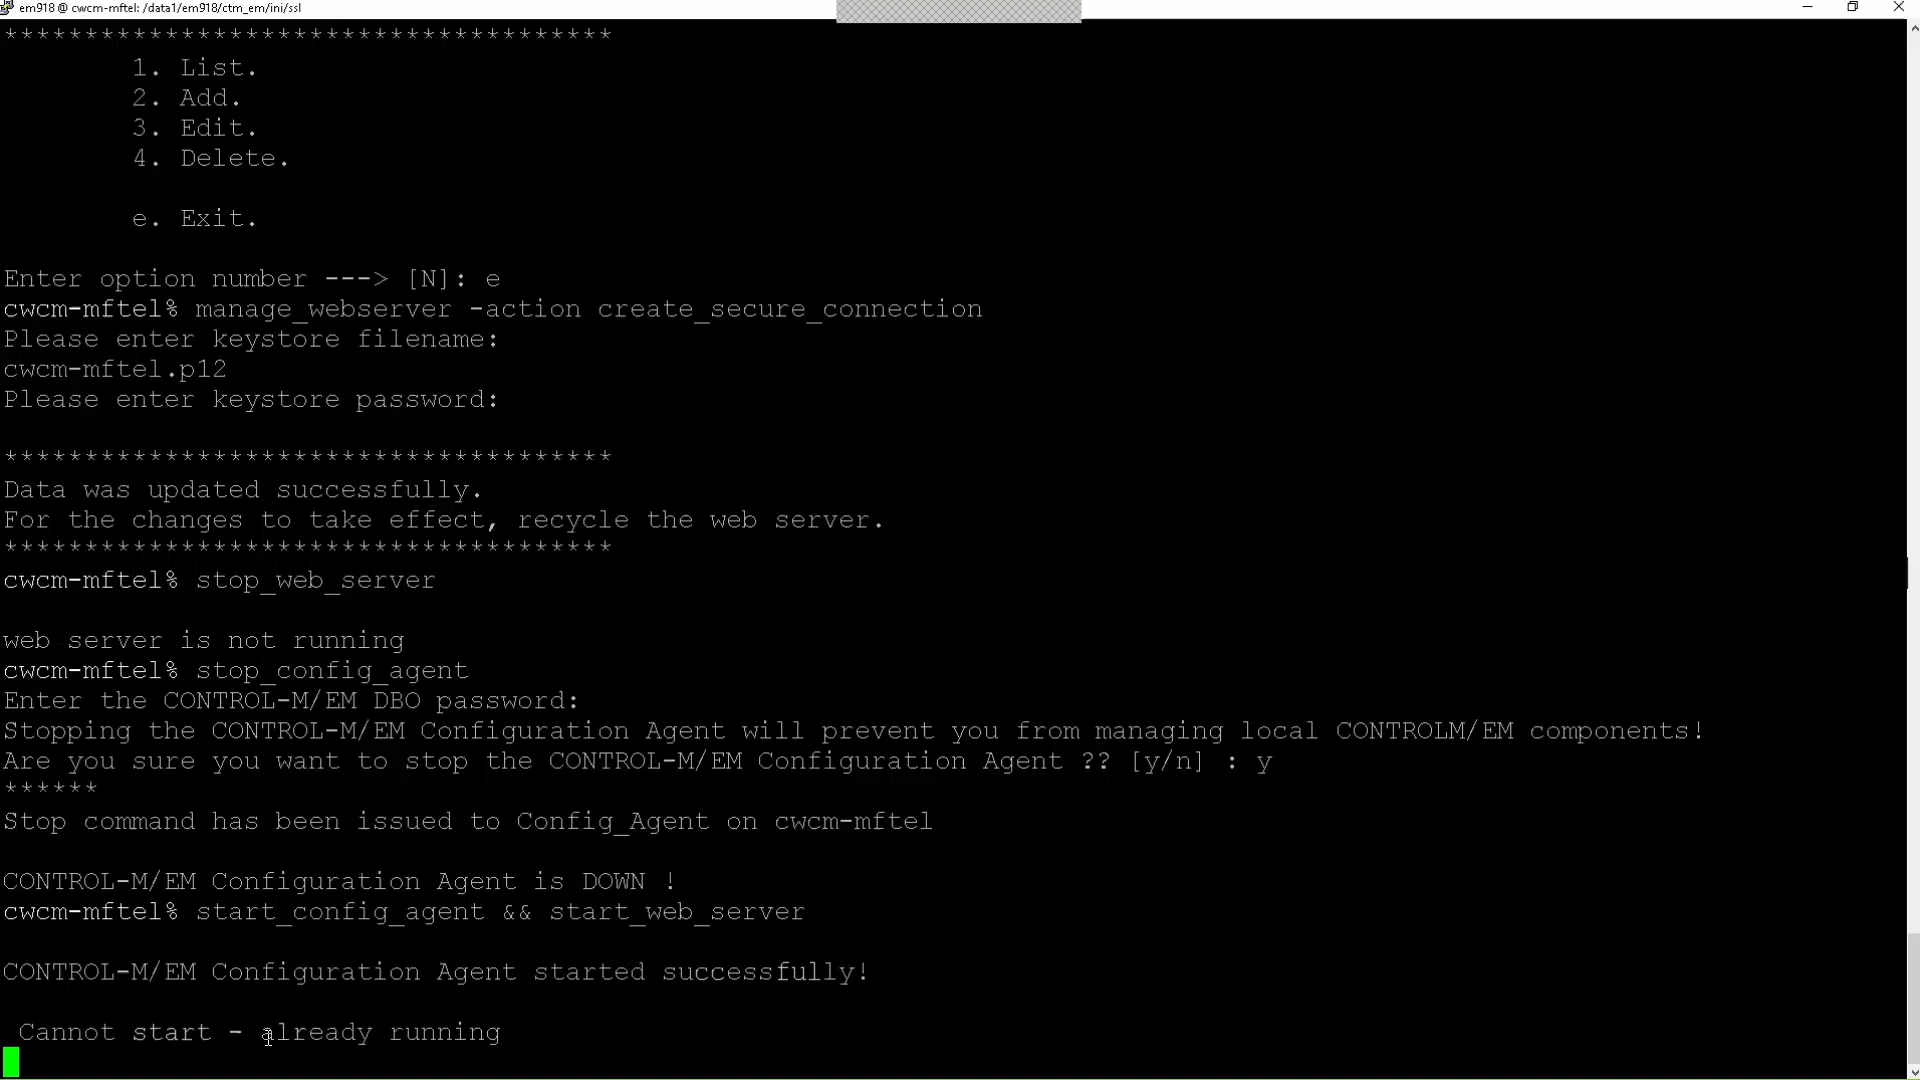 em918 @ cwcm-mftel: /data1/em918/ctm_em/ini/ssl
**************************************
1. List.
2. Add.
3. Edit.
4. Delete.
e. Exit.
Enter option number ---> [N]: e
cwcm-mftel% manage_webserver -action create_secure_connection
Please enter keystore filename:
cwcm-mftel.p12
Please enter keystore password:
**************************************
Data was updated successfully.
For the changes to take effect, recycle the web server.
**************************************
cwcm-mftel% stop_web_server
web server is not running
cwcm-mftel% stop_config_agent
Enter the CONTROL-M/EM DBO password:
Stopping the CONTROL-M/EM Configuration Agent will prevent you from managing local CONTROLM/EM components!
Are you sure you want to stop the CONTROL-M/EM Configuration Agent ?? [y/n] : y
******
Stop command has been issued to Config_Agent on cwcm-mftel
CONTROL-M/EM Configuration Agent is DOWN !
cwcm-mftel% start_config_agent && start_web_server
CONTROL-M/EM Configuration Agent started successfully!
Cannot start - already running